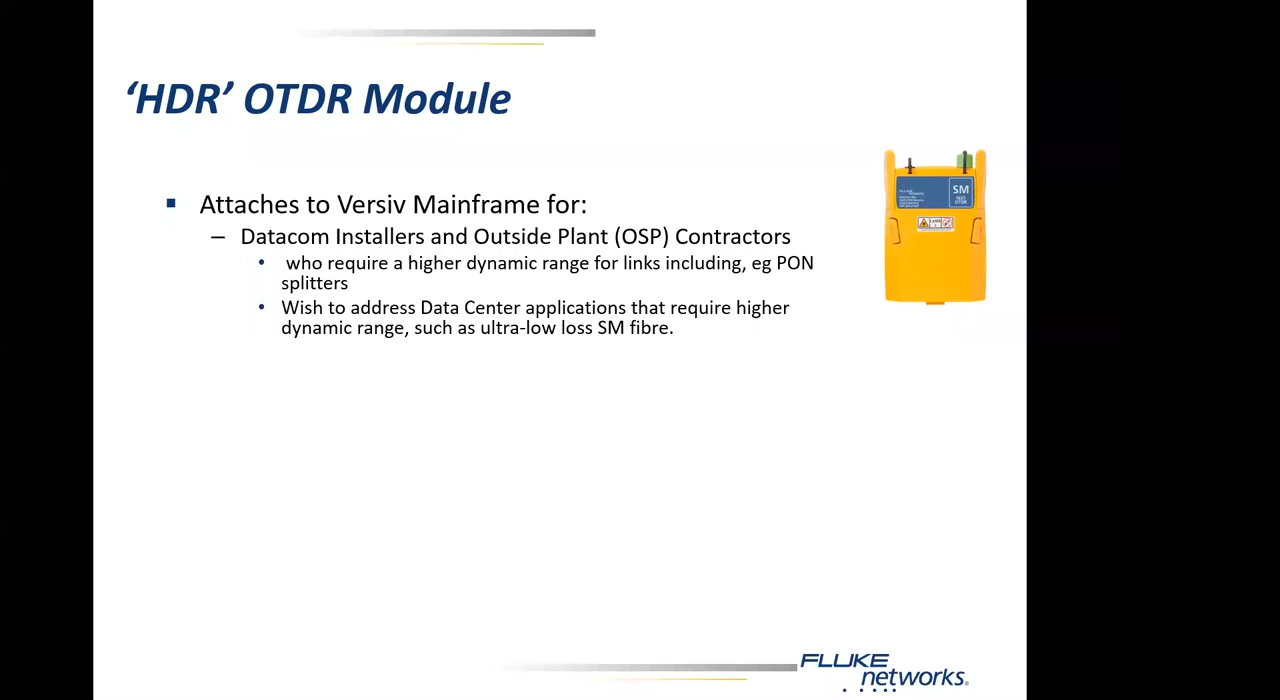 ‘HDR’ OTDR Module
▪ Attaches to Versiv Mainframe for:
– Datacom Installers and Outside Plant (OSP) Contractors
• who require a higher dynamic range for links including, eg PON
splitters
• Wish to address Data Center applications that require higher
dynamic range, such as ultra-low loss SM fibre.
SM
OTDR
FLUKE
networks®